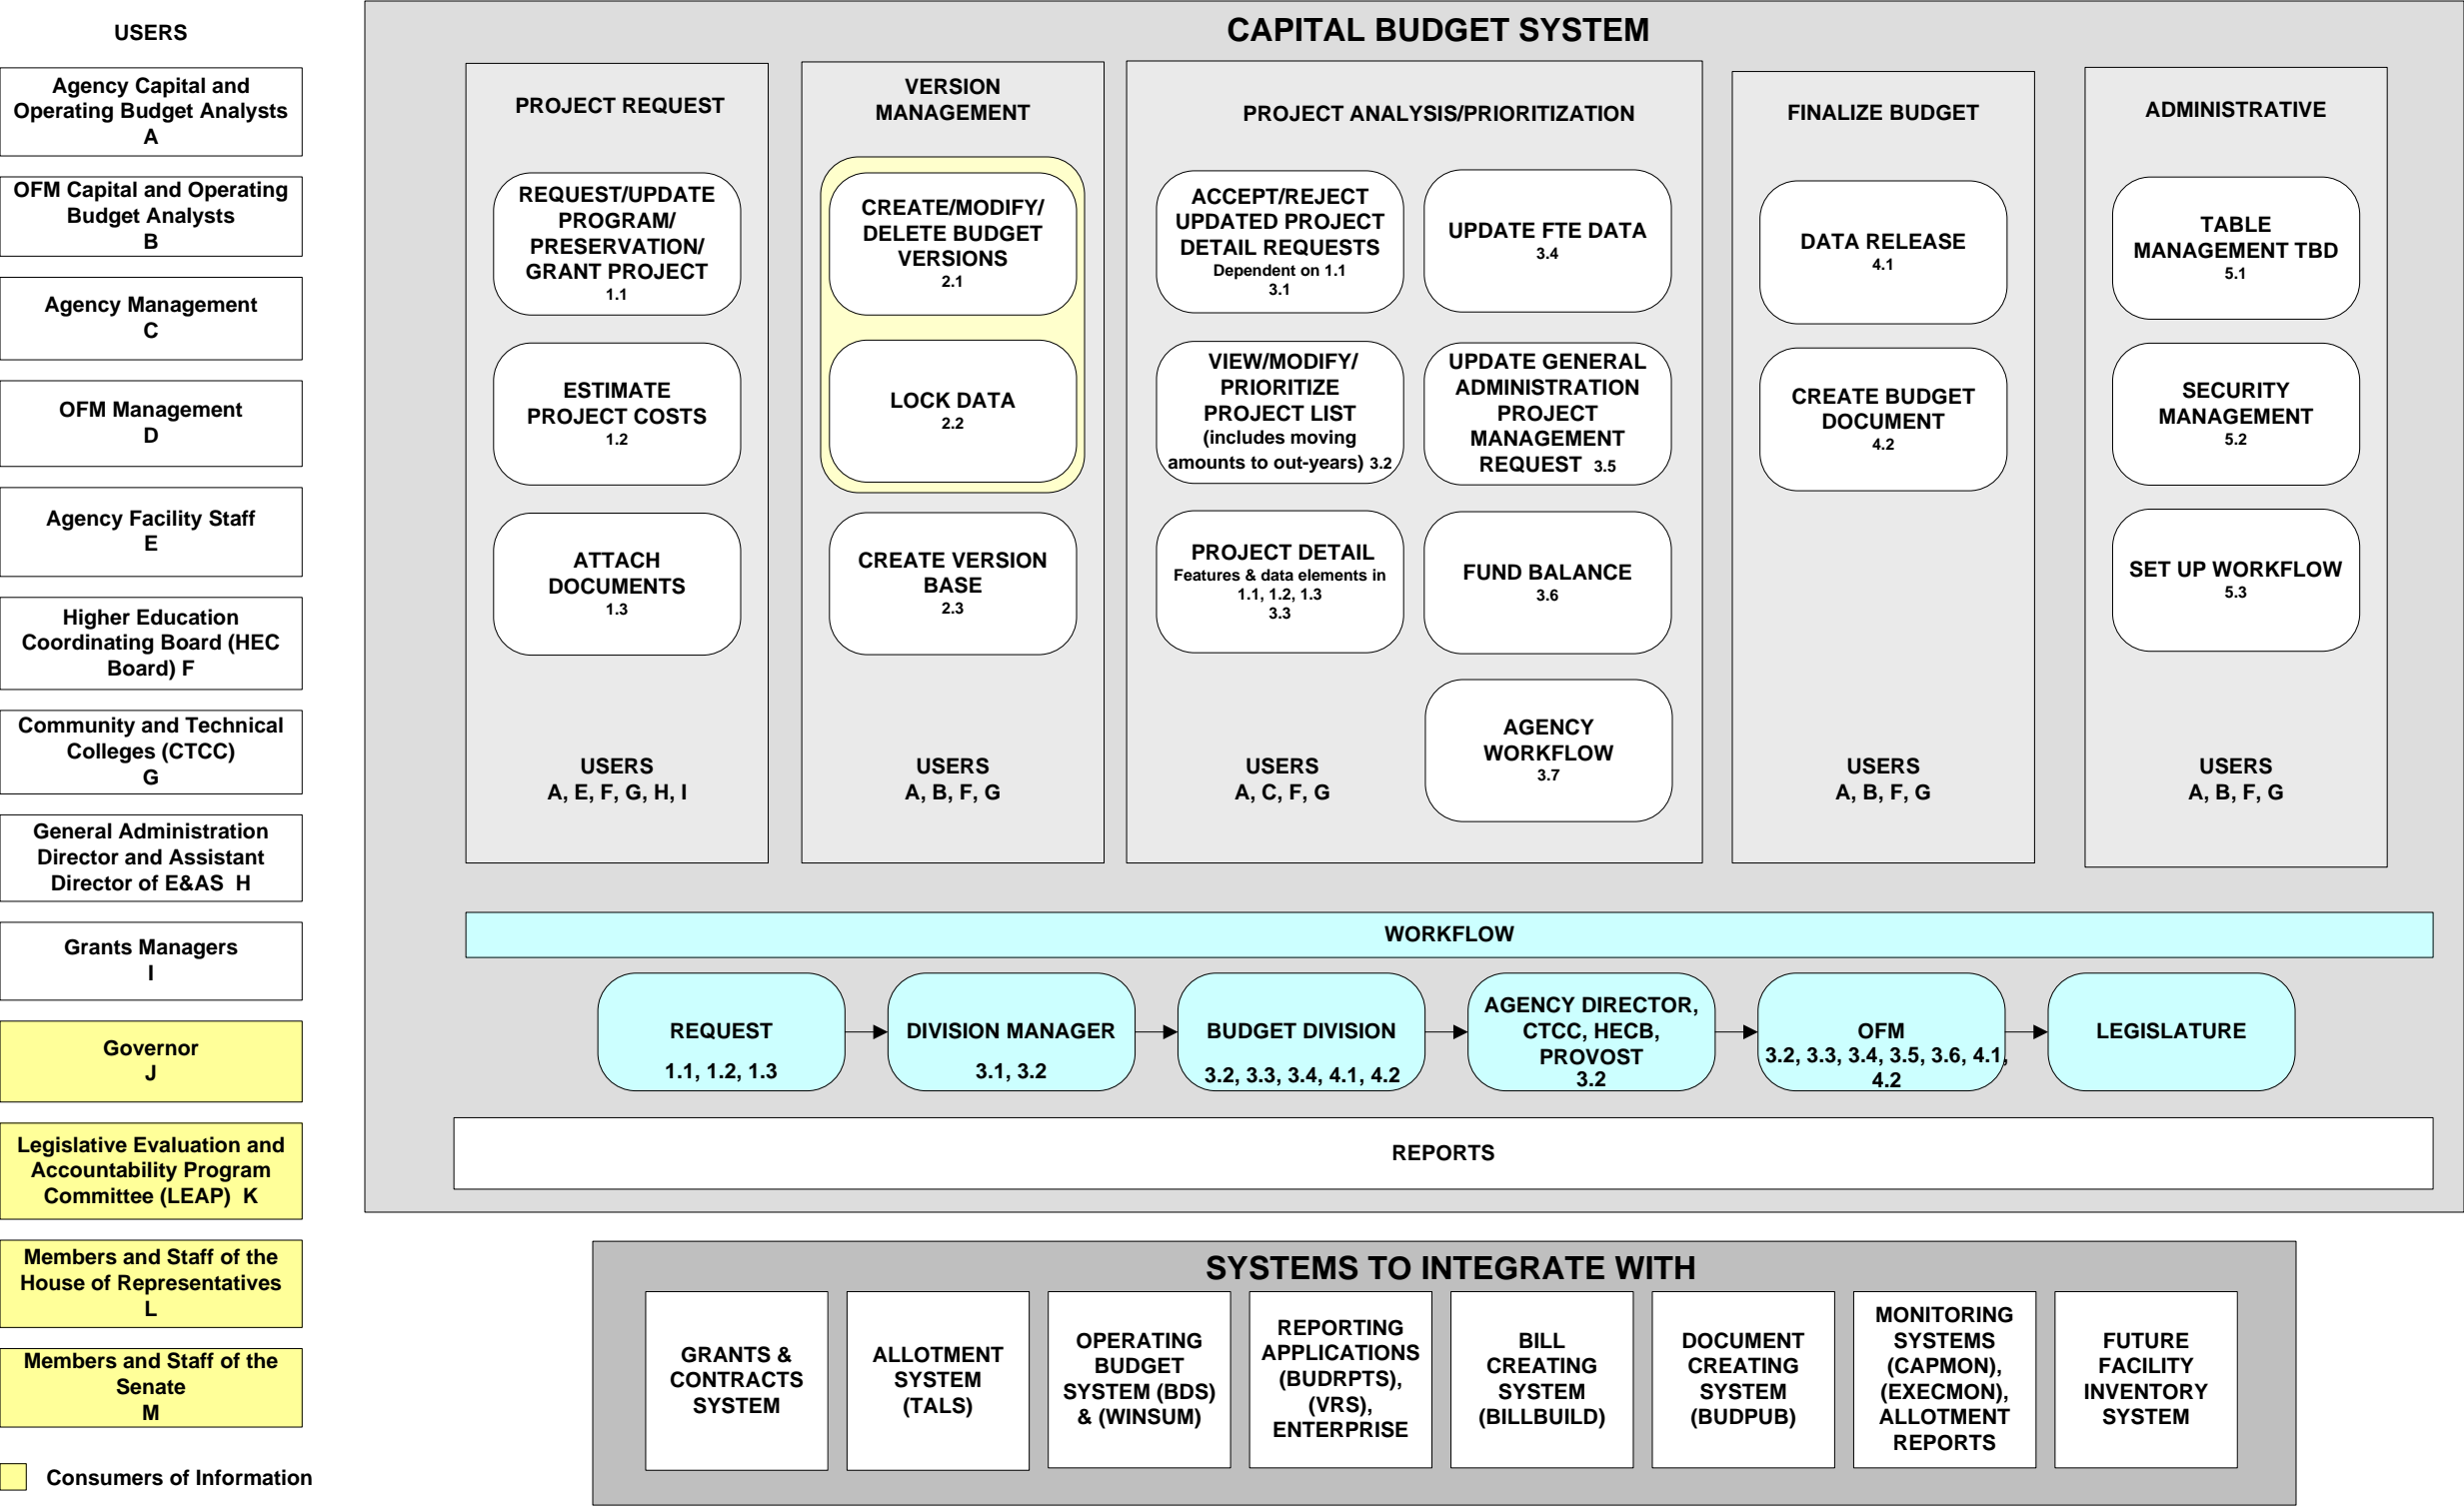 USERS
Agency Capital and
Operating Budget Analysts
A
OFM Capital and Operating
Budget Analysts
B
Agency Management
C
OFM Management
D
Agency Facility Staff
E
Higher Education
Coordinating Board (HEC
Board) F
Community and Technical
Colleges (CTCC)
G
General Administration
Director and Assistant
Director of E&AS H
Grants Managers
I
Governor
J
Legislative Evaluation and
Accountability Program
Committee (LEAP) K
Members and Staff of the
House of Representatives
L
Members and Staff of the
Senate
M
Consumers of Information
CAPITAL BUDGET SYSTEM
PROJECT REQUEST
REQUEST/UPDATE
PROGRAM/
PRESERVATION/
GRANT PROJECT
1.1
ESTIMATE
PROJECT COSTS
1.2
ATTACH
DOCUMENTS
1.3
USERS
A, E, F, G, H, I
VERSION
MANAGEMENT
CREATE/MODIFY/
DELETE BUDGET
VERSIONS
2.1
LOCK DATA
2.2
CREATE VERSION
BASE
2.3
USERS
A, B, F, G
PROJECT ANALYSIS/PRIORITIZATION
ACCEPT/REJECT
UPDATED PROJECT
DETAIL REQUESTS
Dependent on 1.1
3.1
VIEW/MODIFY/
PRIORITIZE
PROJECT LIST
(includes moving
amounts to out-years) 3.2
PROJECT DETAIL
Features & data elements in
1.1, 1.2, 1.3
3.3
USERS
A, C, F, G
UPDATE FTE DATA
3.4
UPDATE GENERAL
ADMINISTRATION
PROJECT
MANAGEMENT
REQUEST 3.5
FUND BALANCE
3.6
AGENCY
WORKFLOW
3.7
FINALIZE BUDGET
DATA RELEASE
4.1
CREATE BUDGET
DOCUMENT
4.2
USERS
A, B, F, G
ADMINISTRATIVE
TABLE
MANAGEMENT TBD
5.1
SECURITY
MANAGEMENT
5.2
SET UP WORKFLOW
5.3
USERS
A, B, F, G
WORKFLOW
REQUEST
1.1, 1.2, 1.3
DIVISION MANAGER
3.1, 3.2
BUDGET DIVISION
3.2, 3.3, 3.4, 4.1, 4.2
AGENCY DIRECTOR,
CTCC, HECB,
PROVOST
3.2
OFM
3.2, 3.3, 3.4, 3.5, 3.6, 4.1,
4.2
LEGISLATURE
REPORTS
SYSTEMS TO INTEGRATE WITH
GRANTS &
CONTRACTS
SYSTEM
ALLOTMENT
SYSTEM
(TALS)
OPERATING
BUDGET
SYSTEM (BDS)
& (WINSUM)
REPORTING
APPLICATIONS
(BUDRPTS),
(VRS),
ENTERPRISE
BILL
CREATING
SYSTEM
(BILLBUILD)
DOCUMENT
CREATING
SYSTEM
(BUDPUB)
MONITORING
SYSTEMS
(CAPMON),
(EXECMON),
ALLOTMENT
REPORTS
FUTURE
FACILITY
INVENTORY
SYSTEM